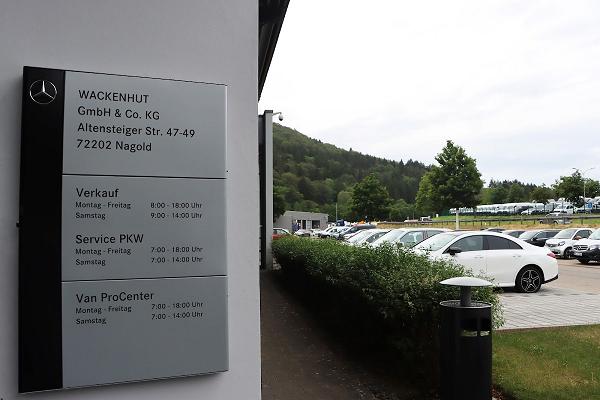 WACKENHUT
GmbH & Co. KG
Altensteiger Str. 47-49
72202 Nagold
Verkauf
Montag - Freitag 8:00 - 18:00 Uhr
Samstag 9:00 - 14:00 Uhr
Service PKW
Montag - Freitag 7:00 - 18:00 Uhr
Samstag 7:00 - 14:00 Uhr
Van ProCenter
Montag - Freitag 7:00 - 18:00 Uhr
Samstag 7:00 - 14:00 Uhr